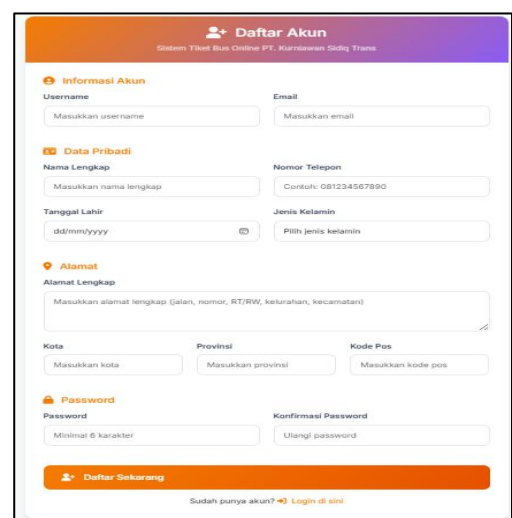 Daftar Akun
Sistem Tiket Bus Online PT. Kurniawan Sidiq Trans
Informasi Akun
Username Email
Masukkan username Masukkan email
Data Pribadi
Nama Lengkap Nomor Telepon
Masukkan nama lengkap Contoh: 081234567890
Tanggal Lahir Jenis Kelamin
dd/mm/yyyy Pilih jenis kelamin
Alamat
Alamat Lengkap
Masukkan alamat lengkap (jalan, nomor, RT/RW, kelurahan, kecamatan)
Kota Provinsi Kode Pos
Masukkan kota Masukkan provinsi Masukkan kode pos
Password
Password Konfirmasi Password
Minimal 6 karakter Ulangi password
Daftar Sekarang
Sudah punya akun? Login di sini